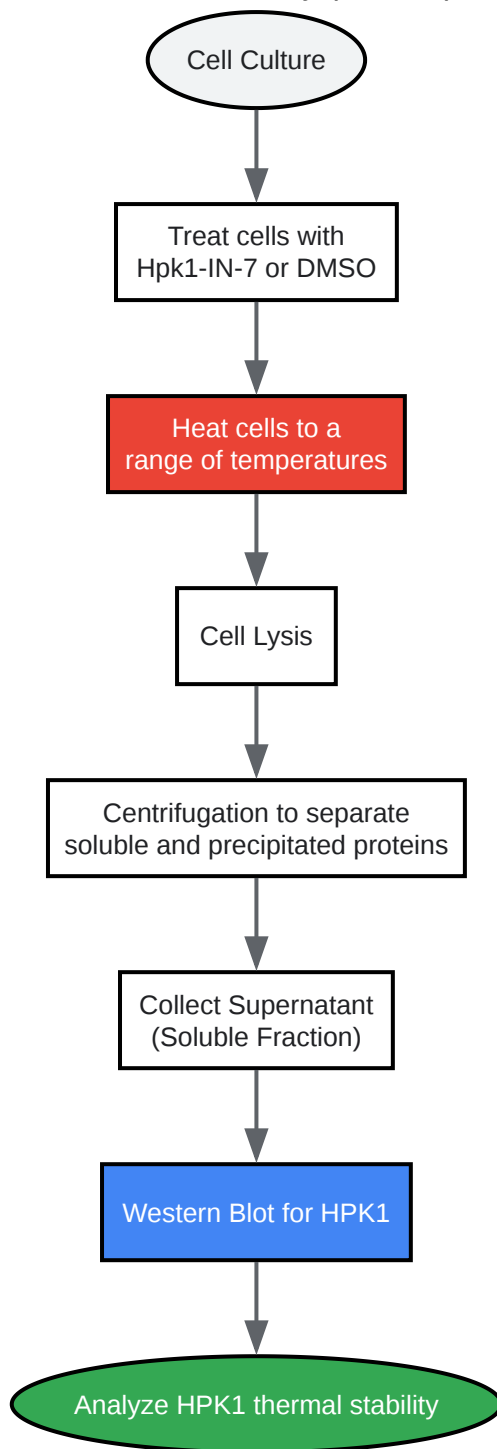 Cell Culture
Treat cells with
Hpk1-IN-7 or DMSO
Heat cells to a
range of temperatures
Cell Lysis
Centrifugation to separate
soluble and precipitated proteins
Collect Supernatant
(Soluble Fraction)
Western Blot for HPK1
Analyze HPK1 thermal stability